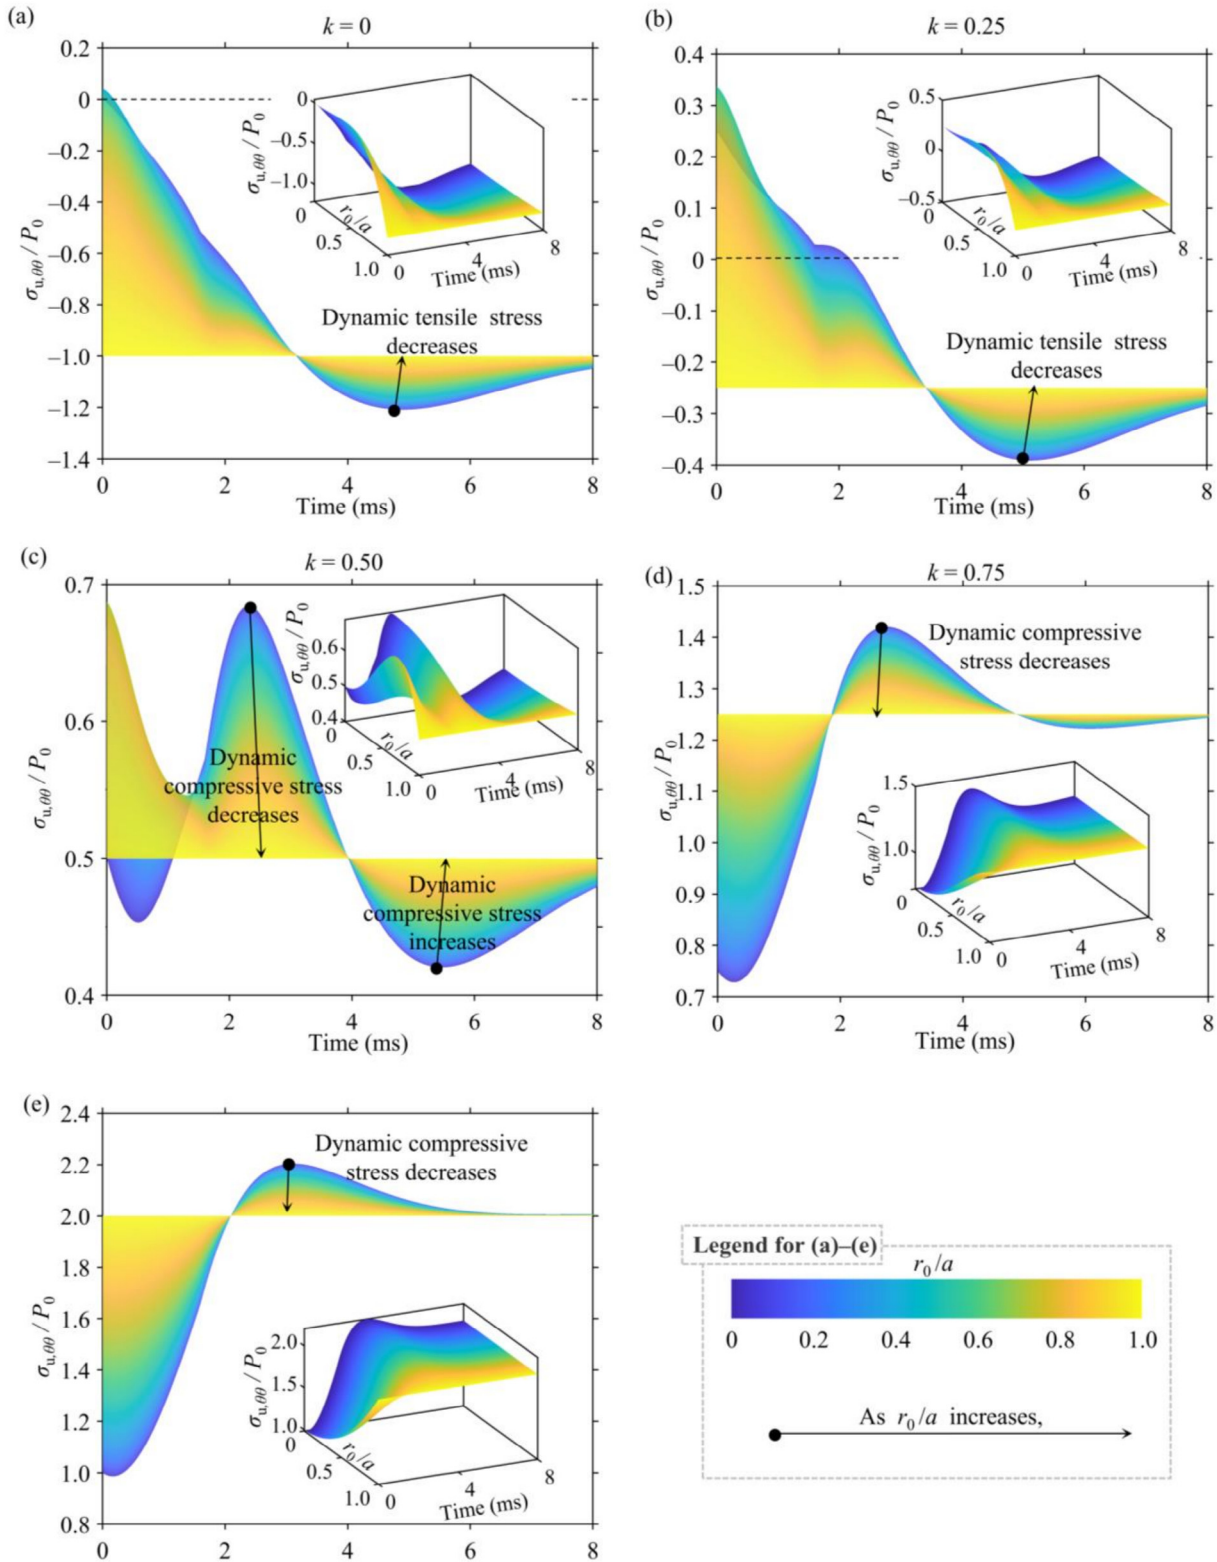 (a)
k = 0
0.2
0
−0.2
−0.4
−0.6
−0.8
−1.0
−1.2
−1.4
σu,θθ / P0
0
2
4
6
8
Time (ms)
0
−0.5
−1.0
σu,θθ / P0
0
0.5
1.0
r0/a
0
4
8
Time (ms)
Dynamic tensile stress
decreases
(b)
k = 0.25
0.4
0.3
0.2
0.1
0
−0.1
−0.2
−0.3
−0.4
σu,θθ / P0
0
2
4
6
8
Time (ms)
0.5
0
−0.5
σu,θθ / P0
0
0.5
1.0
r0/a
0
4
8
Time (ms)
Dynamic tensile stress
decreases
(c)
k = 0.50
0.7
0.6
0.5
0.4
σu,θθ / P0
0
2
4
6
8
Time (ms)
0.6
0.5
0.4
σu,θθ / P0
0
0.5
1.0
r0/a
0
4
8
Time (ms)
Dynamic
compressive stress
decreases
Dynamic
compressive stress
increases
(d)
k = 0.75
1.5
1.4
1.3
1.2
1.1
1.0
0.9
0.8
0.7
σu,θθ / P0
0
2
4
6
8
Time (ms)
Dynamic compressive
stress decreases
1.5
1.0
σu,θθ / P0
0
0.5
1.0
r0/a
0
4
8
Time (ms)
(e)
2.4
2.2
2.0
1.8
1.6
1.4
1.2
1.0
0.8
σu,θθ / P0
0
2
4
6
8
Dynamic compressive
stress decreases
2.0
1.5
1.0
σu,θθ / P0
0
0.5
1.0
r0/a
0
4
8
Time (ms)
Legend for (a)–(e)
r0/a
0
0.2
0.4
0.6
0.8
1.0
As r0/a increases,